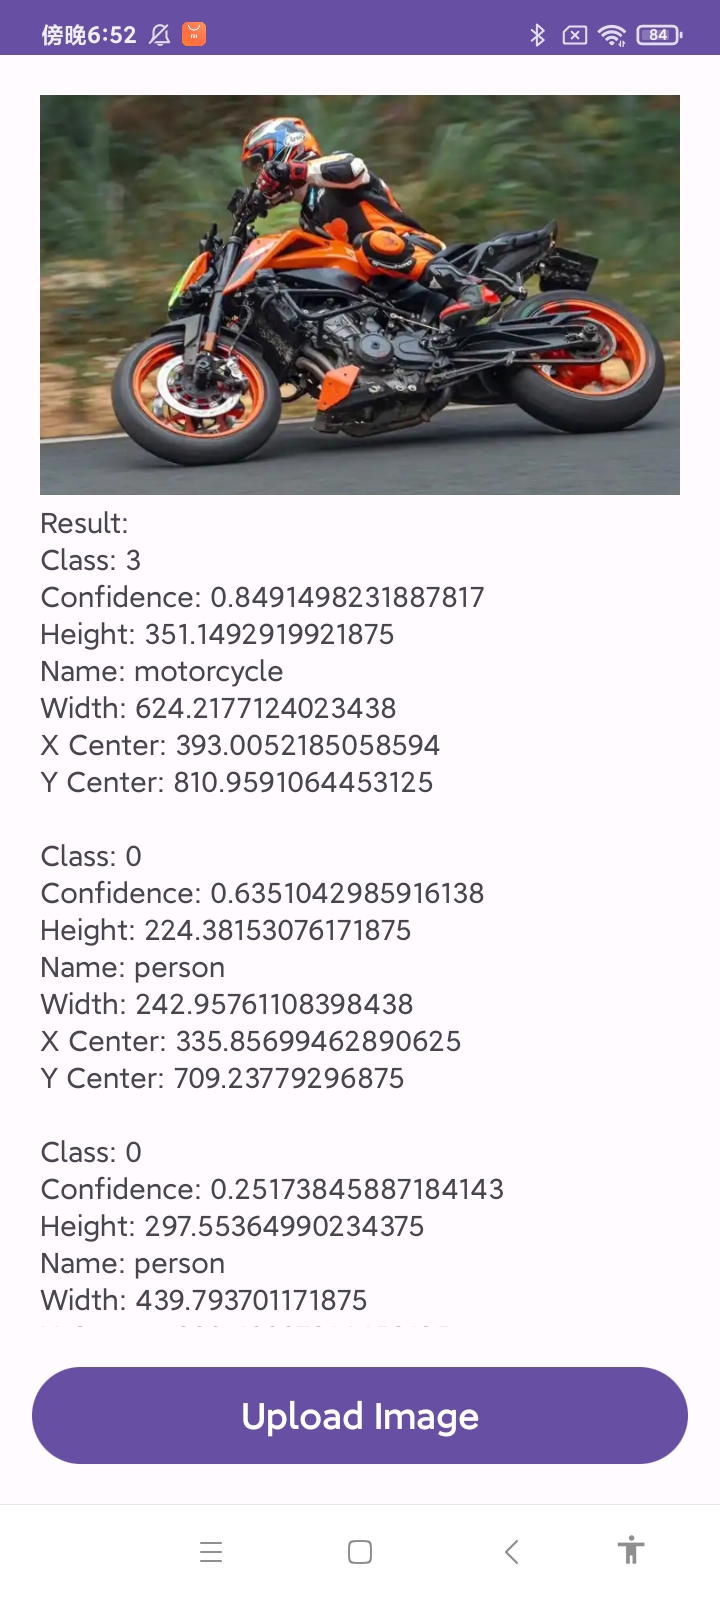 傍晚6:52
84
Result:
Class: 3
Confidence: 0.8491498231887817
Height: 351.1492919921875
Name: motorcycle
Width: 624.2177124023438
X Center: 393.0052185058594
Y Center: 810.9591064453125
Class: 0
Confidence: 0.6351042985916138
Height: 224.38153076171875
Name: person
Width: 242.95761108398438
X Center: 335.85699462890625
Y Center: 709.23779296875
Class: 0
Confidence: 0.25173845887184143
Height: 297.55364990234375
Name: person
Width: 439.793701171875
Upload Image